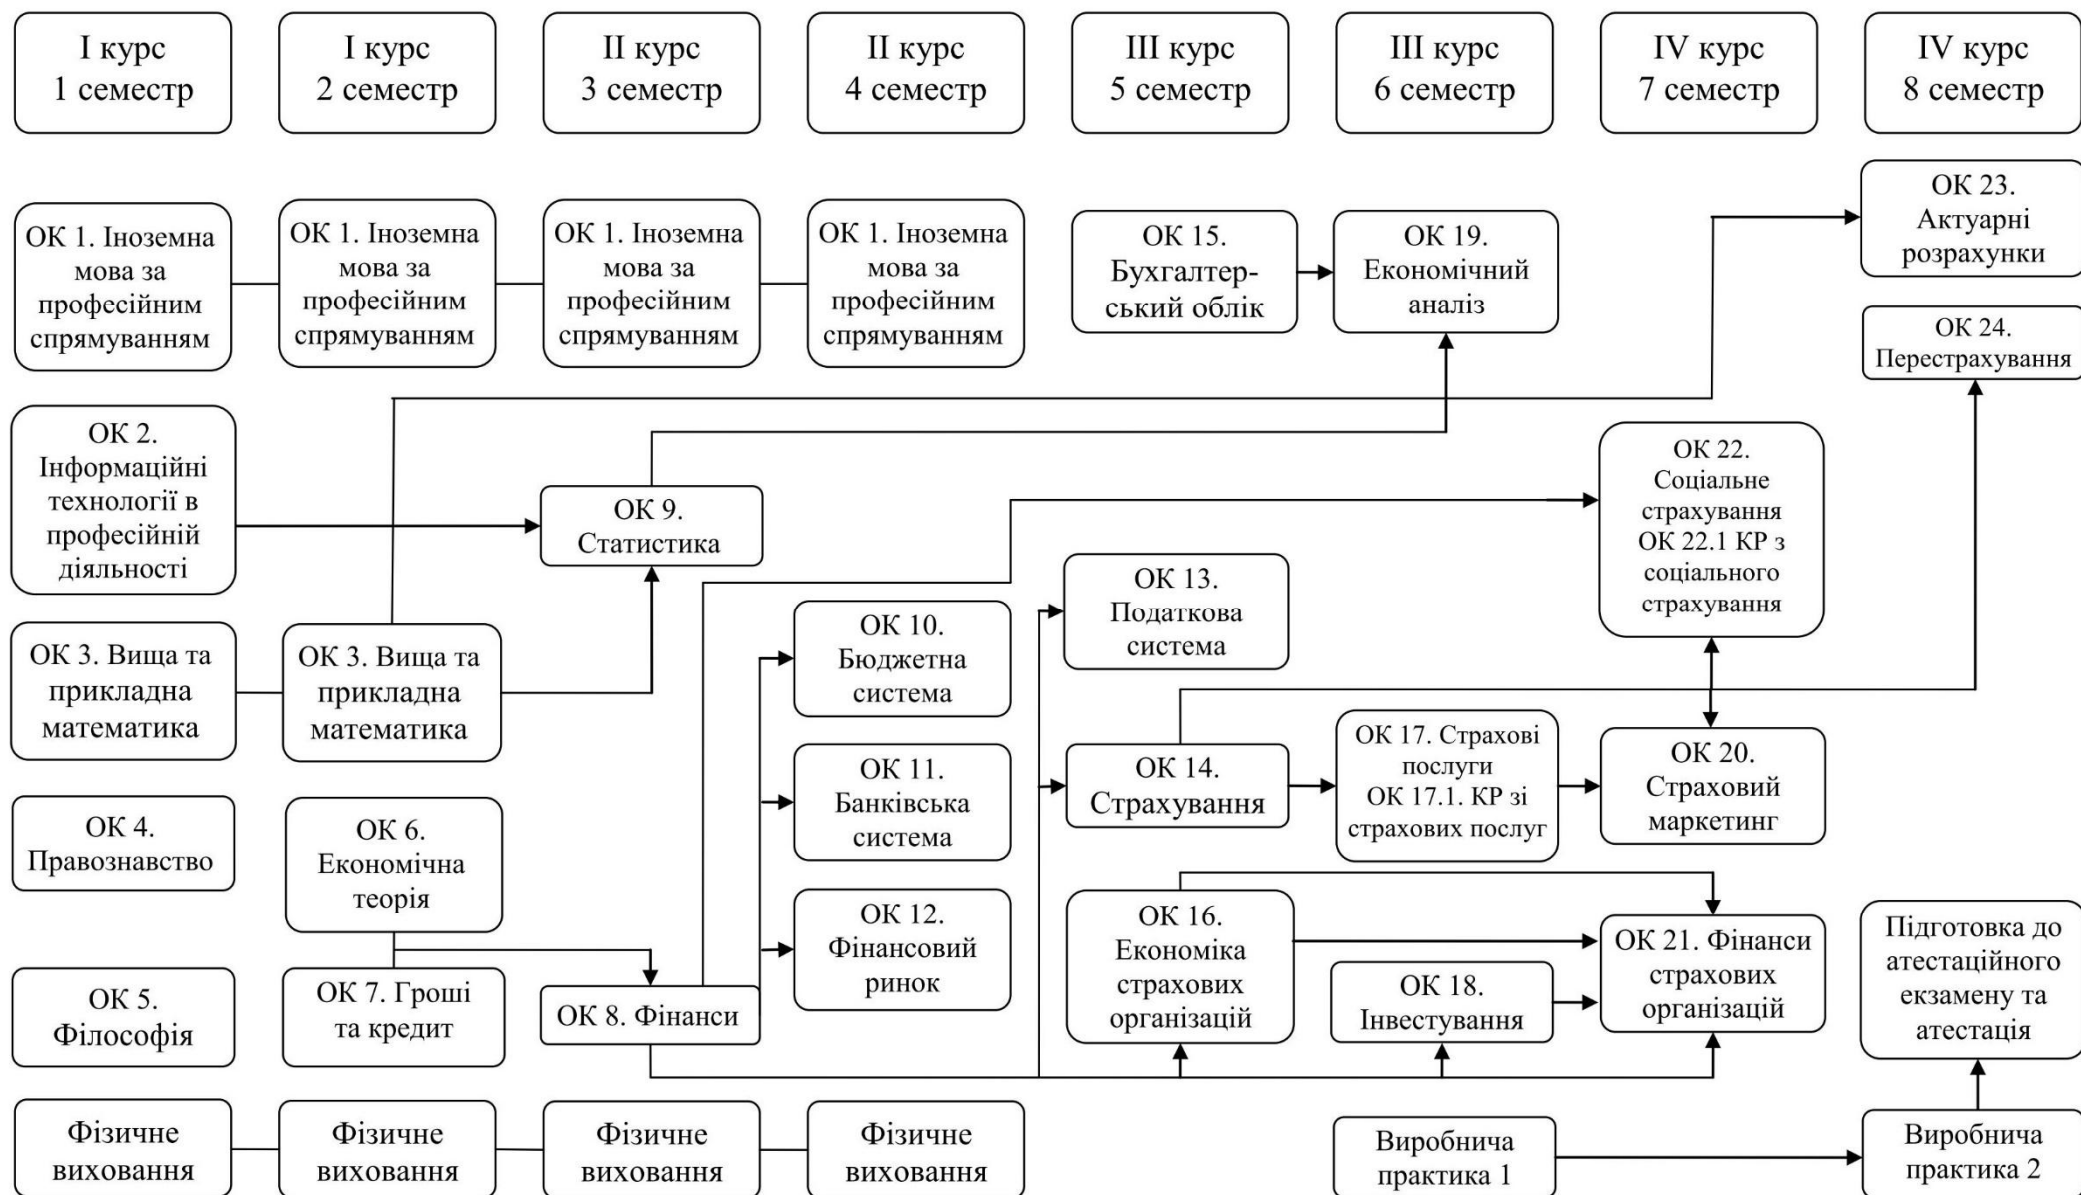 І курс
1 семестр
І курс
2 семестр
ІІ курс
3 семестр
ІІ курс
4 семестр
ІІІ курс
5 семестр
ІІІ курс
6 семестр
IV курс
7 семестр
IV курс
8 семестр
ОК 1. Іноземна
мова за
професійним
спрямуванням
ОК 1. Іноземна
мова за
професійним
спрямуванням
ОК 1. Іноземна
мова за
професійним
спрямуванням
ОК 1. Іноземна
мова за
професійним
спрямуванням
ОК 15.
Бухгалтер-
ський облік
ОК 19.
Економічний
аналіз
ОК 23.
Актуарні
розрахунки
ОК 24.
Перестрахування
ОК 2.
Інформаційні
технології в
професійній
діяльності
ОК 9.
Статистика
ОК 22.
Соціальне
страхування
ОК 22.1 КР з
соціального
страхування
ОК 3. Вища та
прикладна
математика
ОК 3. Вища та
прикладна
математика
ОК 10.
Бюджетна
система
ОК 13.
Податкова
система
ОК 11.
Банківська
система
ОК 14.
Страхування
ОК 17. Страхові
послуги
ОК 17.1. КР зі
страхових послуг
ОК 20.
Страховий
маркетинг
ОК 4.
Правознавство
ОК 6.
Економічна
теорія
ОК 12.
Фінансовий
ринок
ОК 16.
Економіка
страхових
організацій
ОК 21. Фінанси
страхових
організацій
Підготовка до
атестаційного
екзамену та
атестація
ОК 5.
Філософія
ОК 7. Гроші
та кредит
ОК 8. Фінанси
ОК 18.
Інвестування
Фізичне
виховання
Фізичне
виховання
Фізичне
виховання
Фізичне
виховання
Виробнича
практика 1
Виробнича
практика 2